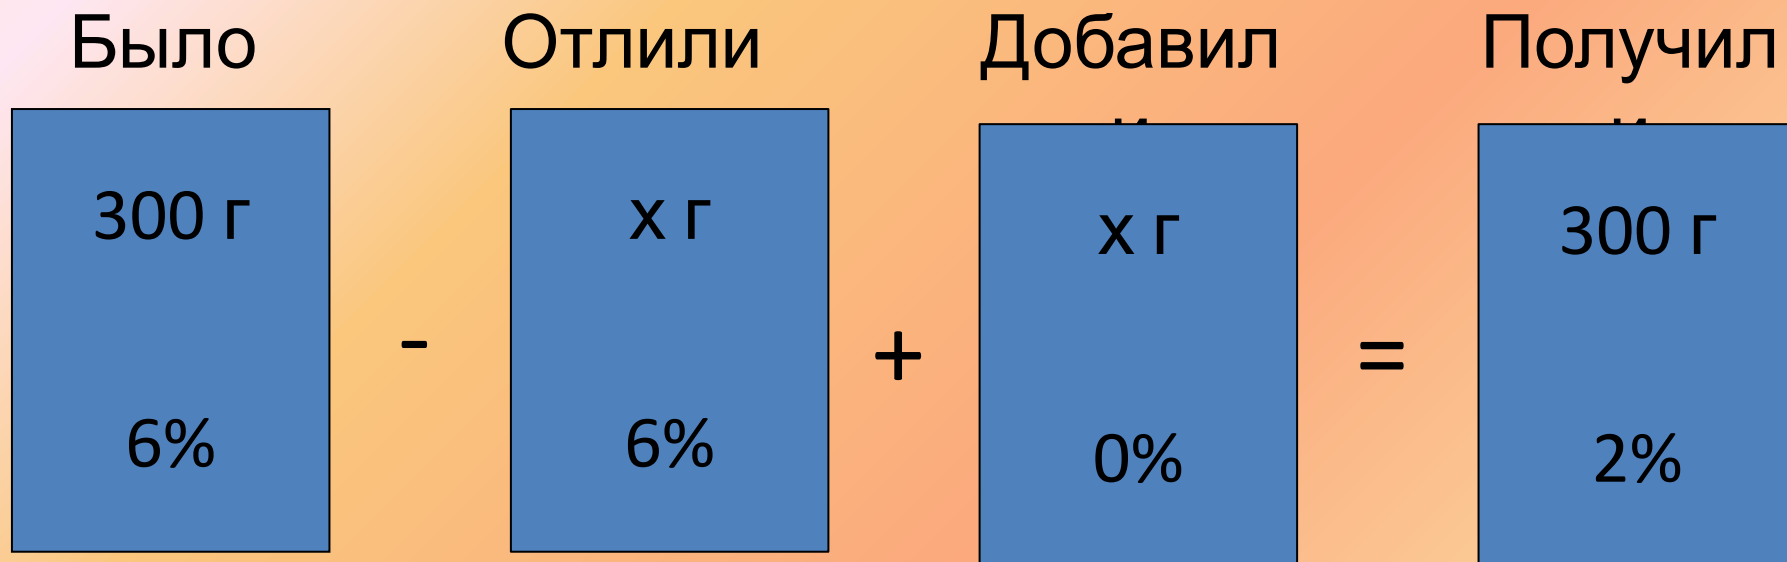 Было Отлили Добавил Получил
300 г х г х г 300 г
- + =
6% 6% 0% 2%